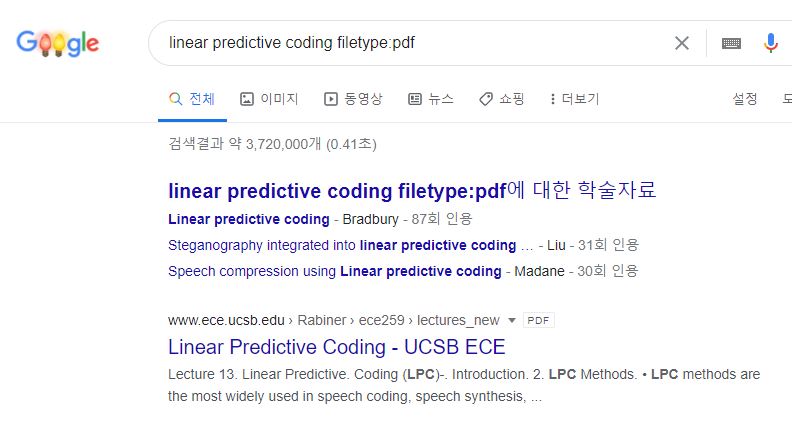 Google
linear predictive coding filetype:pdf
전체 이미지 동영상 뉴스 쇼핑 더보기 설정
검색결과 약 3,720,000개 (0.41초)
linear predictive coding filetype:pdf에 대한 학술자료
Linear predictive coding - Bradbury - 87회 인용
Steganography integrated into linear predictive coding … - Liu - 31회 인용
Speech compression using Linear predictive coding - Madane - 30회 인용
www.ece.ucsb.edu › Rabiner › ece259 › lectures_new PDF
Linear Predictive Coding - UCSB ECE
Lecture 13. Linear Predictive. Coding (LPC)-. Introduction. 2. LPC Methods. • LPC methods are
the most widely used in speech coding, speech synthesis, ...